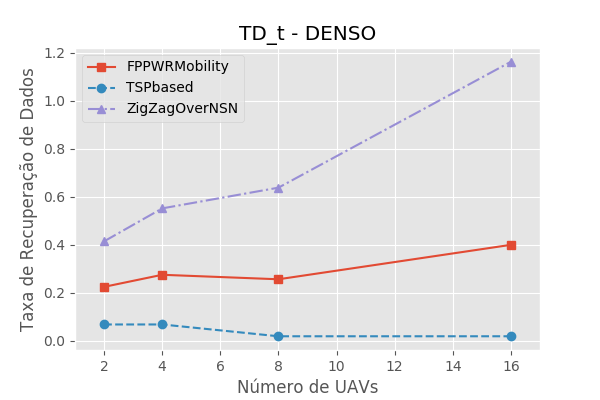 TD_t - DENSO
FPPWRMobility
TSPbased
ZigZagOverNSN
Taxa de Recuperação de Dados
1.2
1.0
0.8
0.6
0.4
0.2
0.0
2 4 6 8 10 12 14 16
Número de UAVs